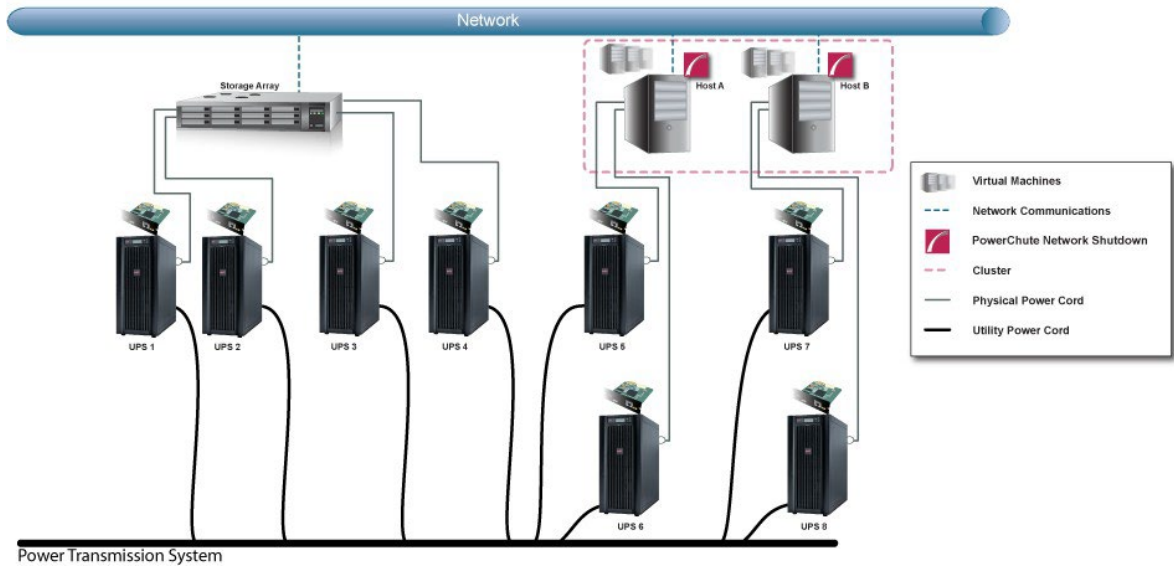 Network
Storage Array
Host A
Host B
Virtual Machines
Network Communications
PowerChute Network Shutdown
Cluster
Physical Power Cord
Utility Power Cord
UPS 1
UPS 2
UPS 3
UPS 4
UPS 5
UPS 7
UPS 6
UPS 8
Power Transmission System